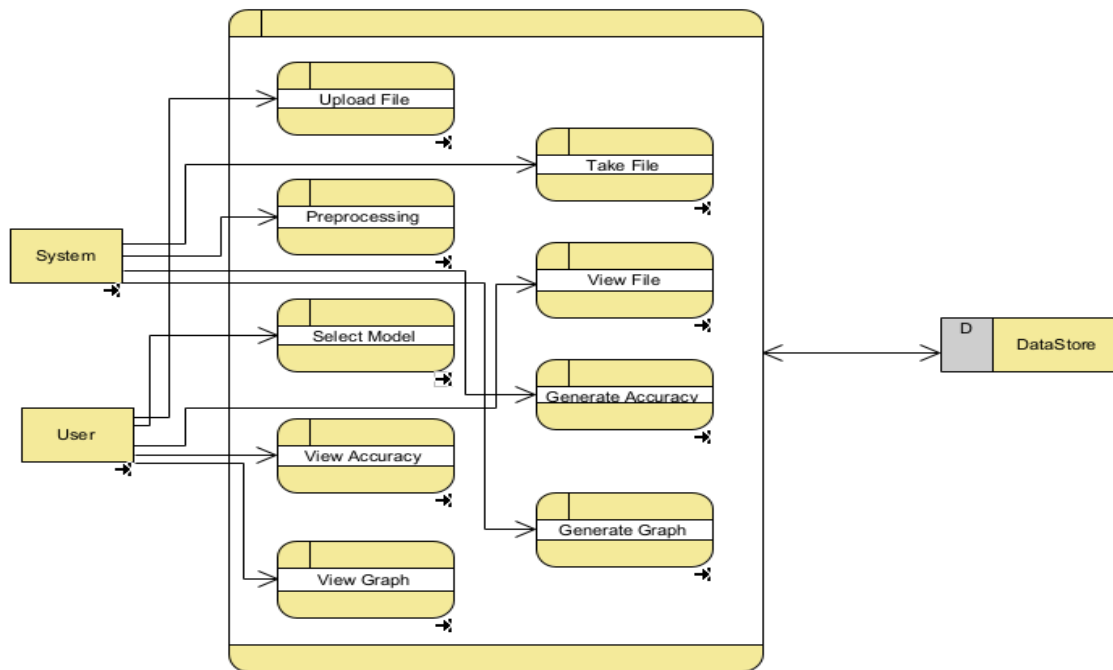 Upload File
Take File
Preprocessing
System
View File
Select Model
D
DataStore
Generate Accuracy
User
View Accuracy
Generate Graph
View Graph